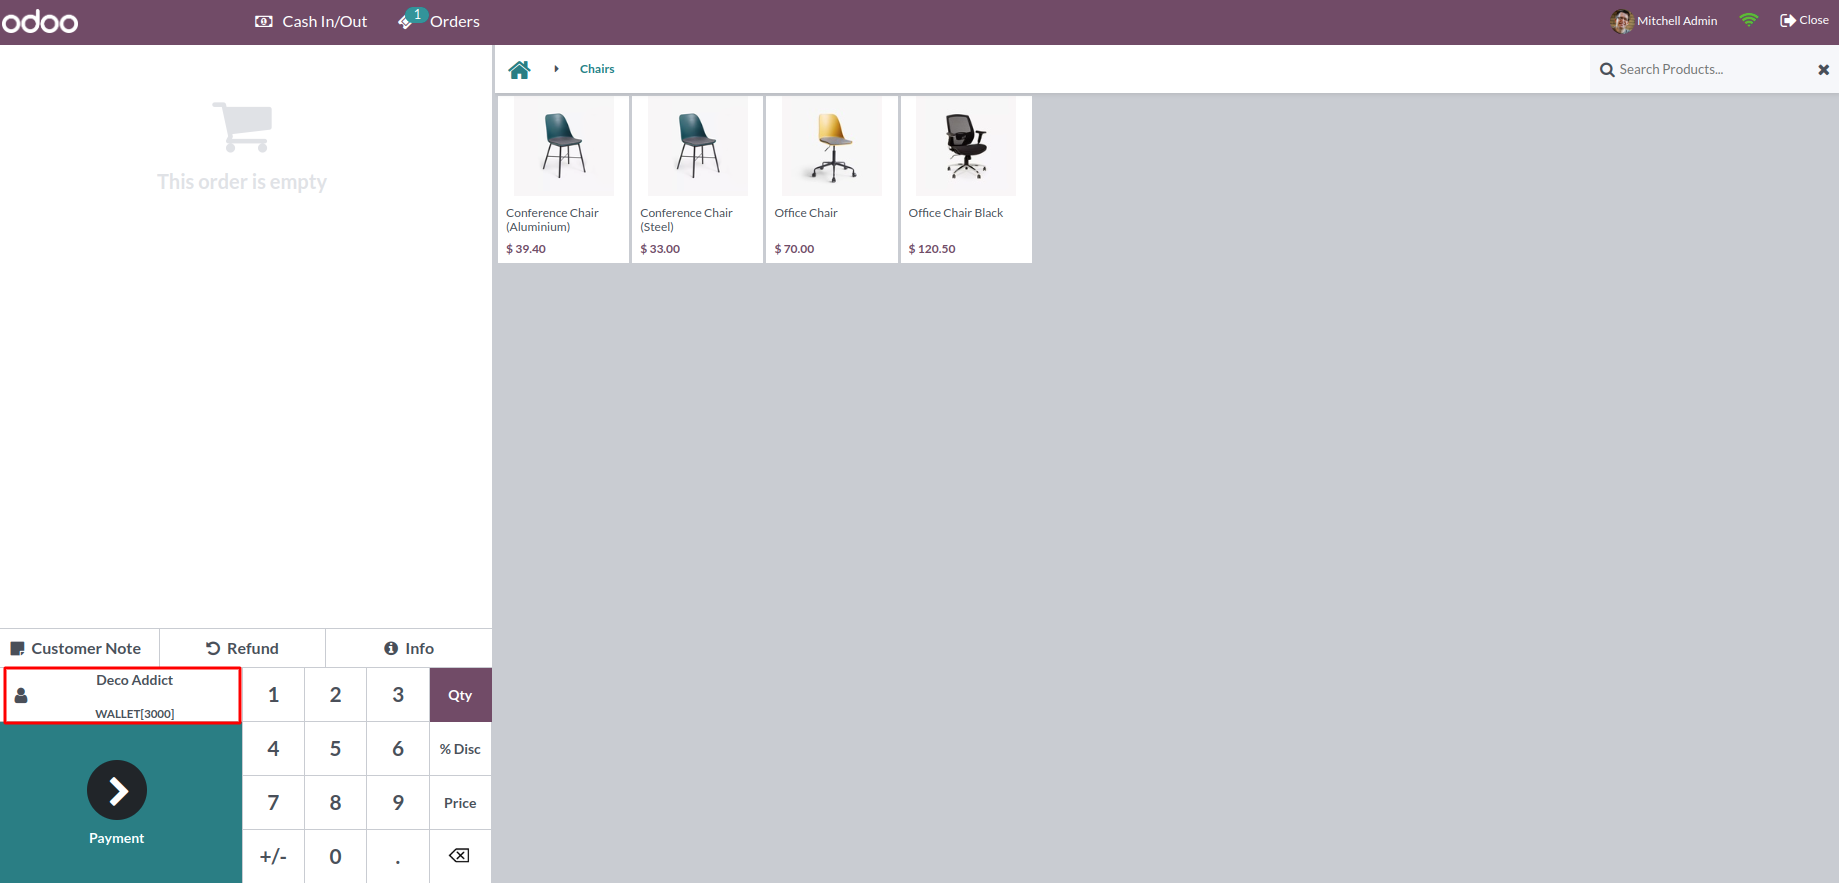 odoo
Cash In/Out
1
Orders
Mitchell Admin
Close
This order is empty
Chairs
Search Products...
Conference Chair
(Aluminium)
$ 39.40
Conference Chair
(Steel)
$ 33.00
Office Chair
$ 70.00
Office Chair Black
$ 120.50
Customer Note
Refund
Info
Deco Addict
WALLET[3000]
1
2
3
Qty
4
5
6
% Disc
7
8
9
Price
+/-
0
.
Payment